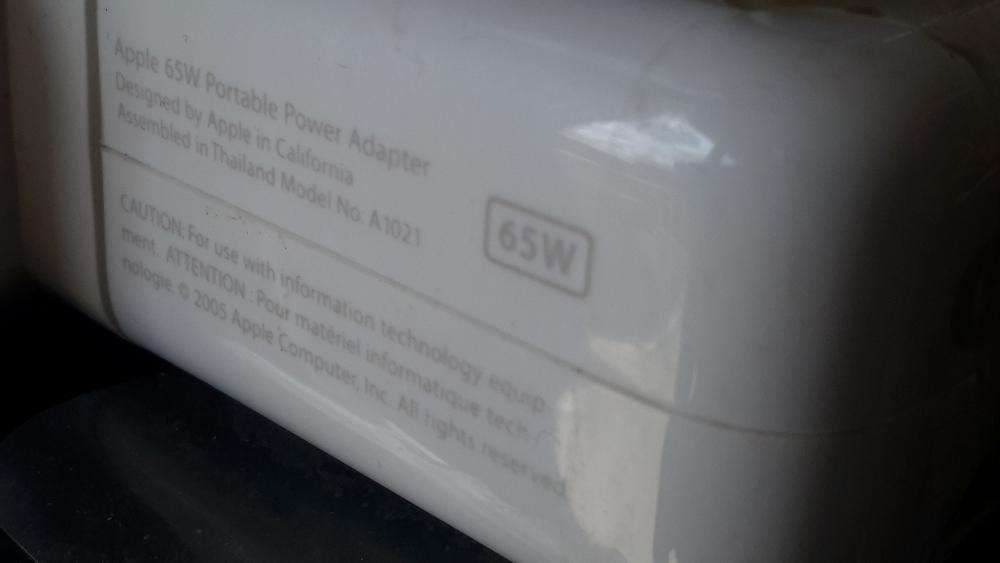 Apple 65W Portable Power Adapter
Designed by Apple in California
Assembled in Thailand Model No. A1021
65W
CAUTION: For use with information technology equip
ment. ATTENTION : Pour matériel informatique tech-/
nologie © 2005 Apple Computer, Inc. All rights reserved